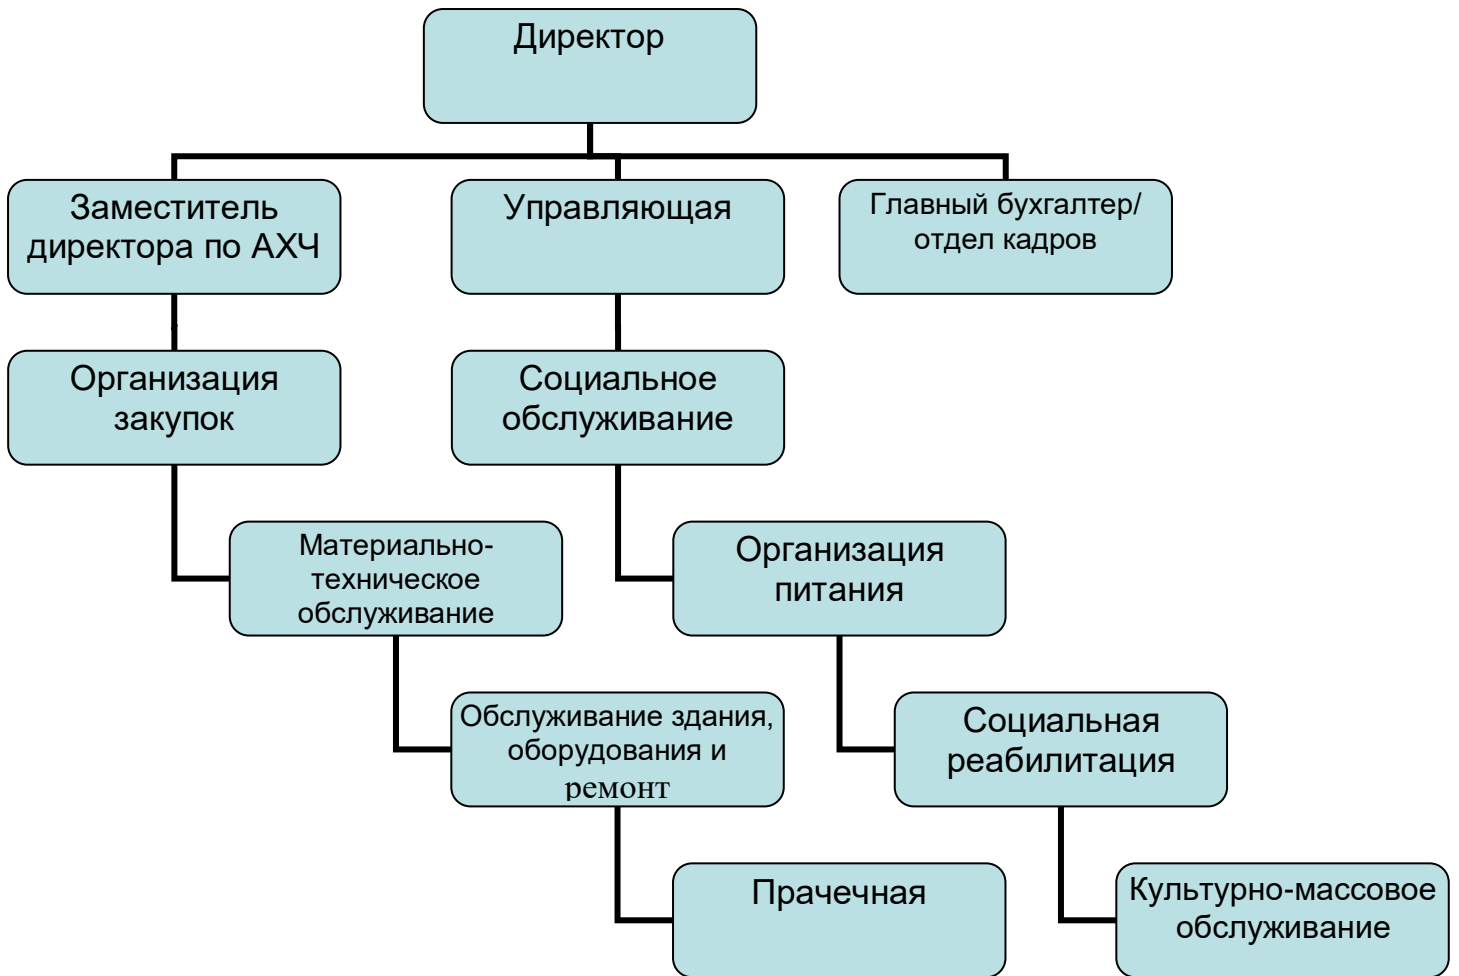 Директор
Заместитель
директора по АХЧ
Управляющая
Главный бухгалтер/
отдел кадров
Организация
закупок
Социальное
обслуживание
Материально-
техническое
обслуживание
Организация
питания
Обслуживание здания,
оборудования и
ремонт
Социальная
реабилитация
Прачечная
Культурно-массовое
обслуживание